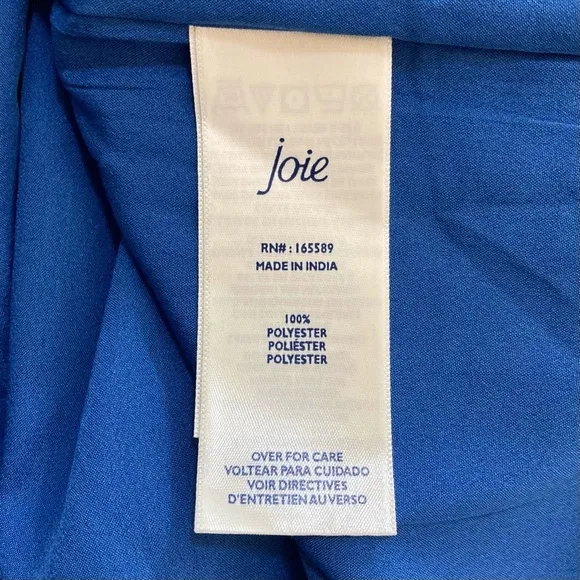 joie
RN#: 165589
MADE IN INDIA
100%
POLYESTER
POLIÉSTER
POLYESTER
OVER FOR CARE
VOLTEAR PARA CUIDADO
VOIR DIRECTIVES
D'ENTRETIEN AU VERSO